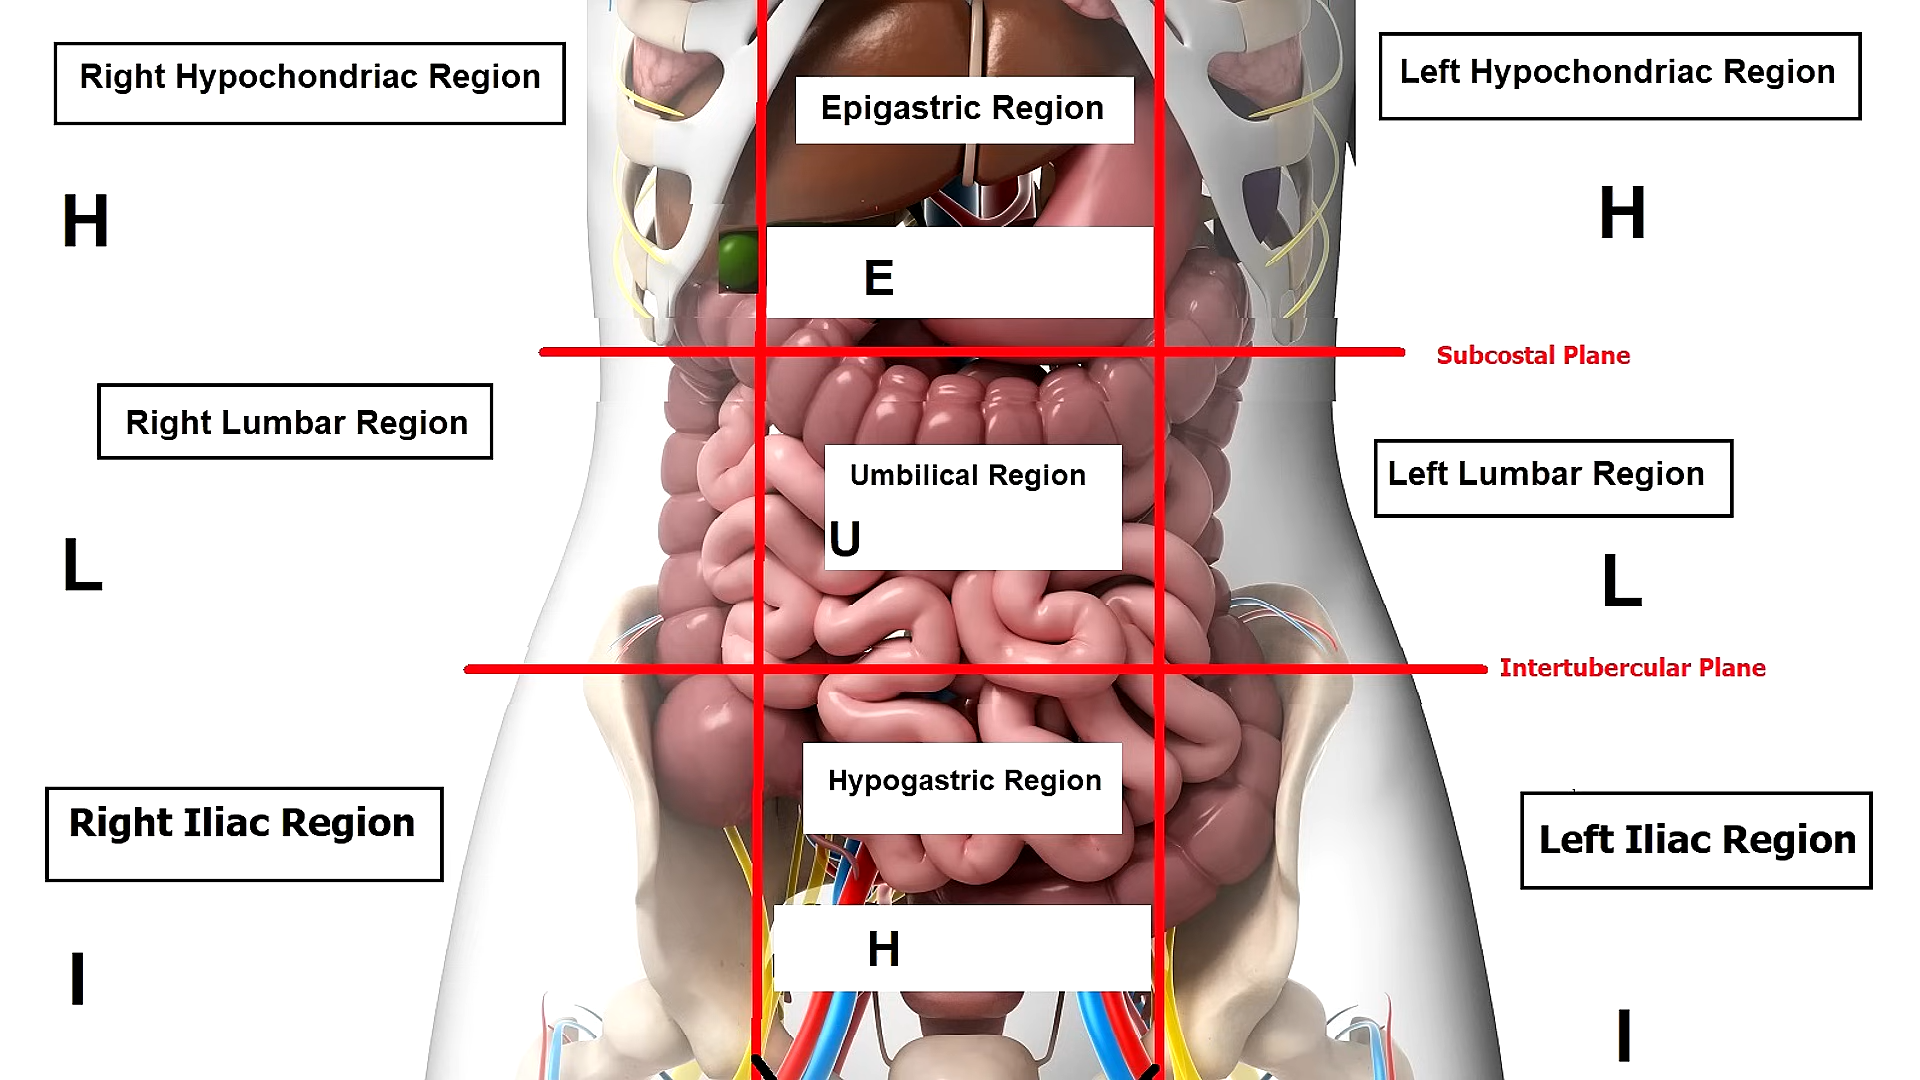 Right Hypochondriac Region
Epigastric Region
Left Hypochondriac Region
H
E
H
Subcostal Plane
Right Lumbar Region
Umbilical Region
Left Lumbar Region
L
U
L
Intertubercular Plane
Right Iliac Region
Hypogastric Region
Left Iliac Region
I
H
I